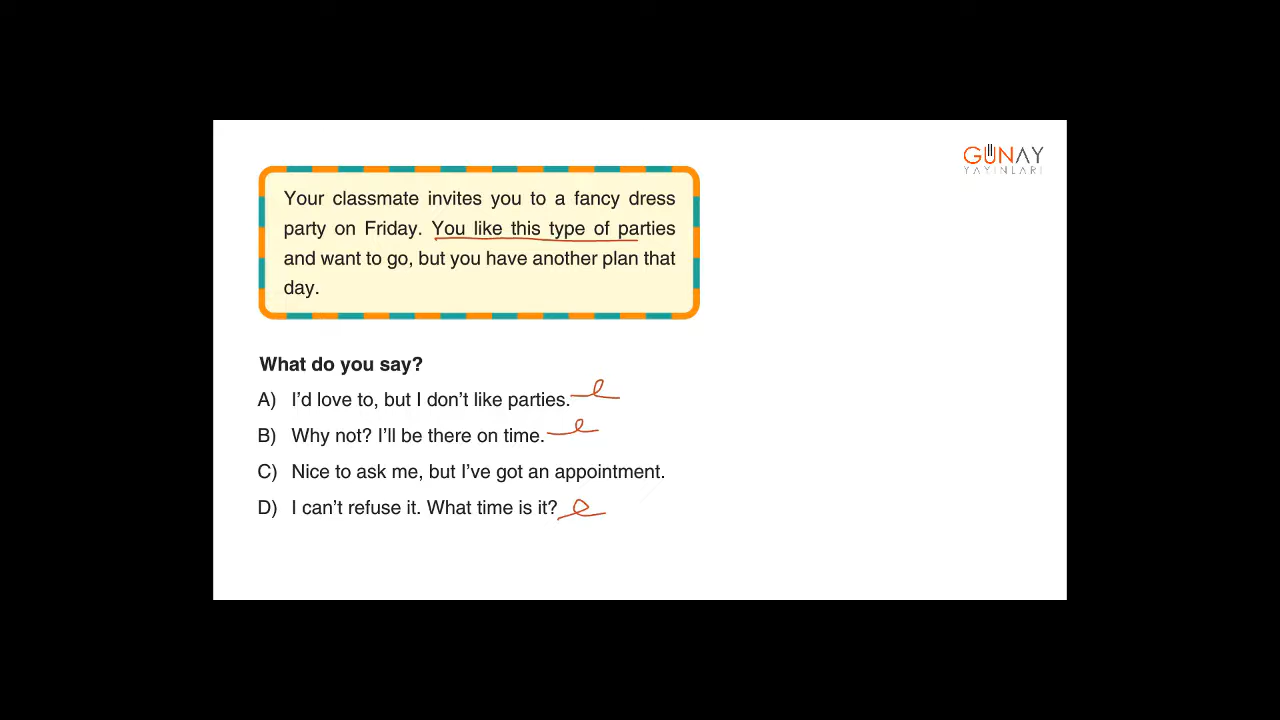 GÜNAY
YAYINLARI
Your classmate invites you to a fancy dress
party on Friday. You like this type of parties
and want to go, but you have another plan that
day.
What do you say?
A) I'd love to, but I don't like parties.
B) Why not? I'll be there on time.
C) Nice to ask me, but I've got an appointment.
D) I can't refuse it. What time is it?